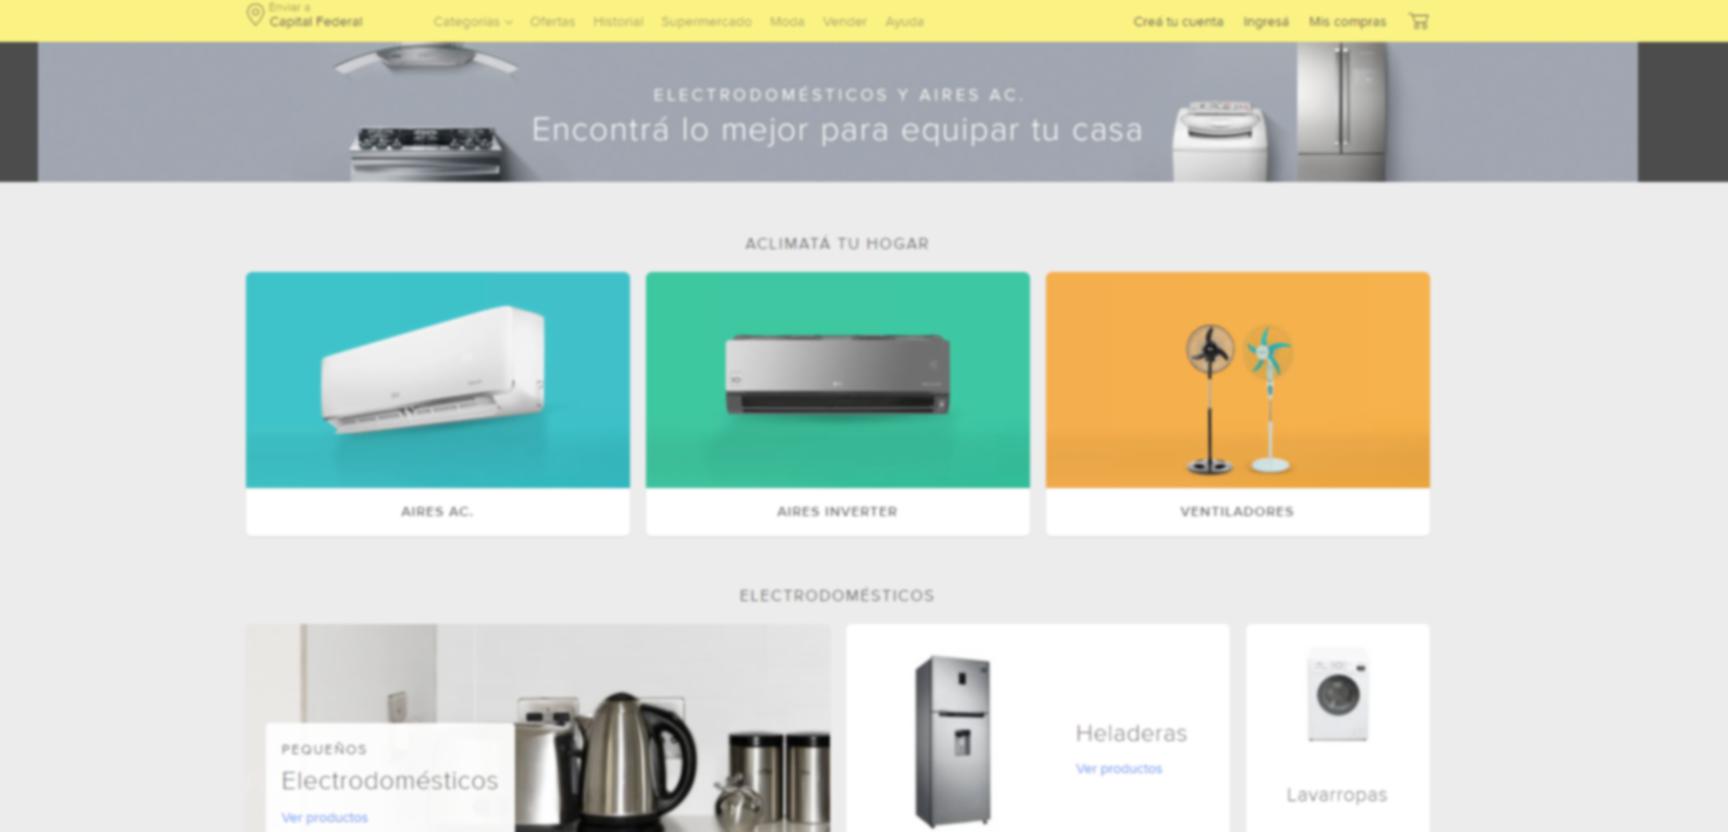 Enviar a
Capital Federal
Categorías Ofertas Historial Supermercado Moda Vender Ayuda
Creá tu cuenta Ingresá Mis compras
ELECTRODOMÉSTICOS Y AIRES AC.
Encontrá lo mejor para equipar tu casa
ACLIMATÁ TU HOGAR
AIRES AC.
AIRES INVERTER
VENTILADORES
ELECTRODOMÉSTICOS
PEQUEÑOS
Electrodomésticos
Ver productos
Heladeras
Ver productos
Lavarropas